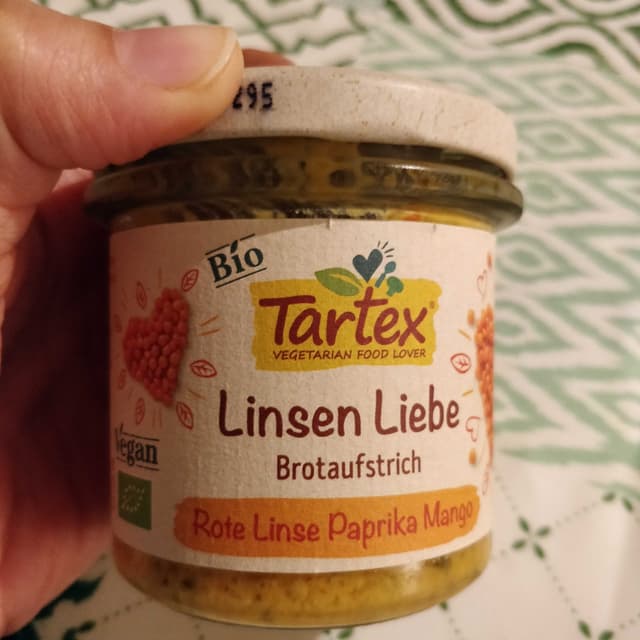 295
Bio
Tartex
VEGETARIAN FOOD LOVER
Linsen Liebe
Brotaufstrich
Vegan
Rote Linse Paprika Mango